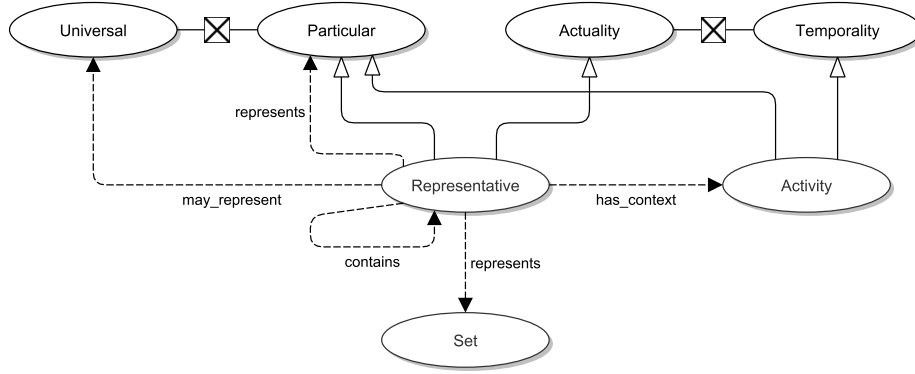 Universal
Particular
Actuality
Temporality
represents
Representative
Activity
may_represent
has_context
contains
represents
Set